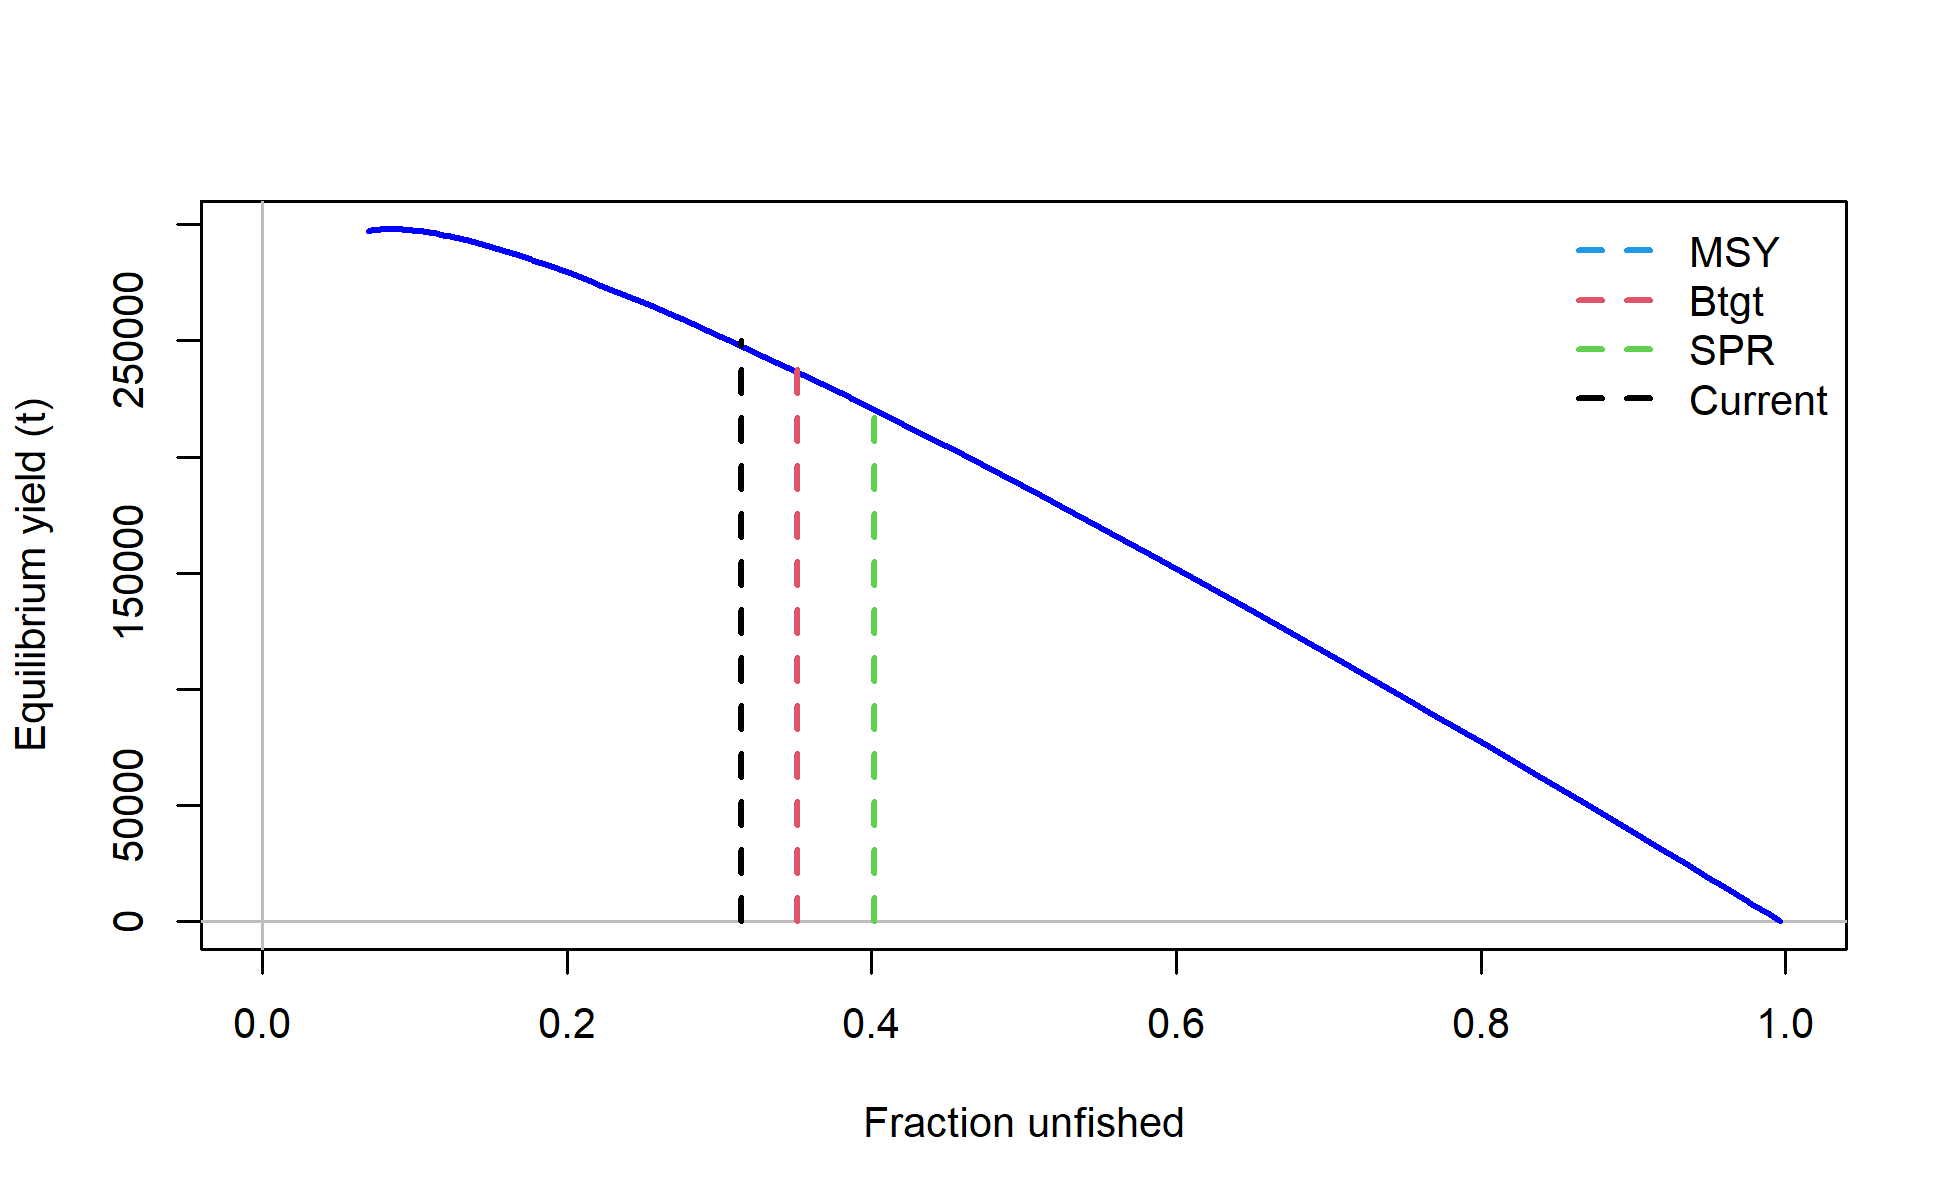 MSY
Btgt
SPR
Current
Equilibrium yield (t)
250000
150000
50000
0
0.0 0.2 0.4 0.6 0.8 1.0
Fraction unfished